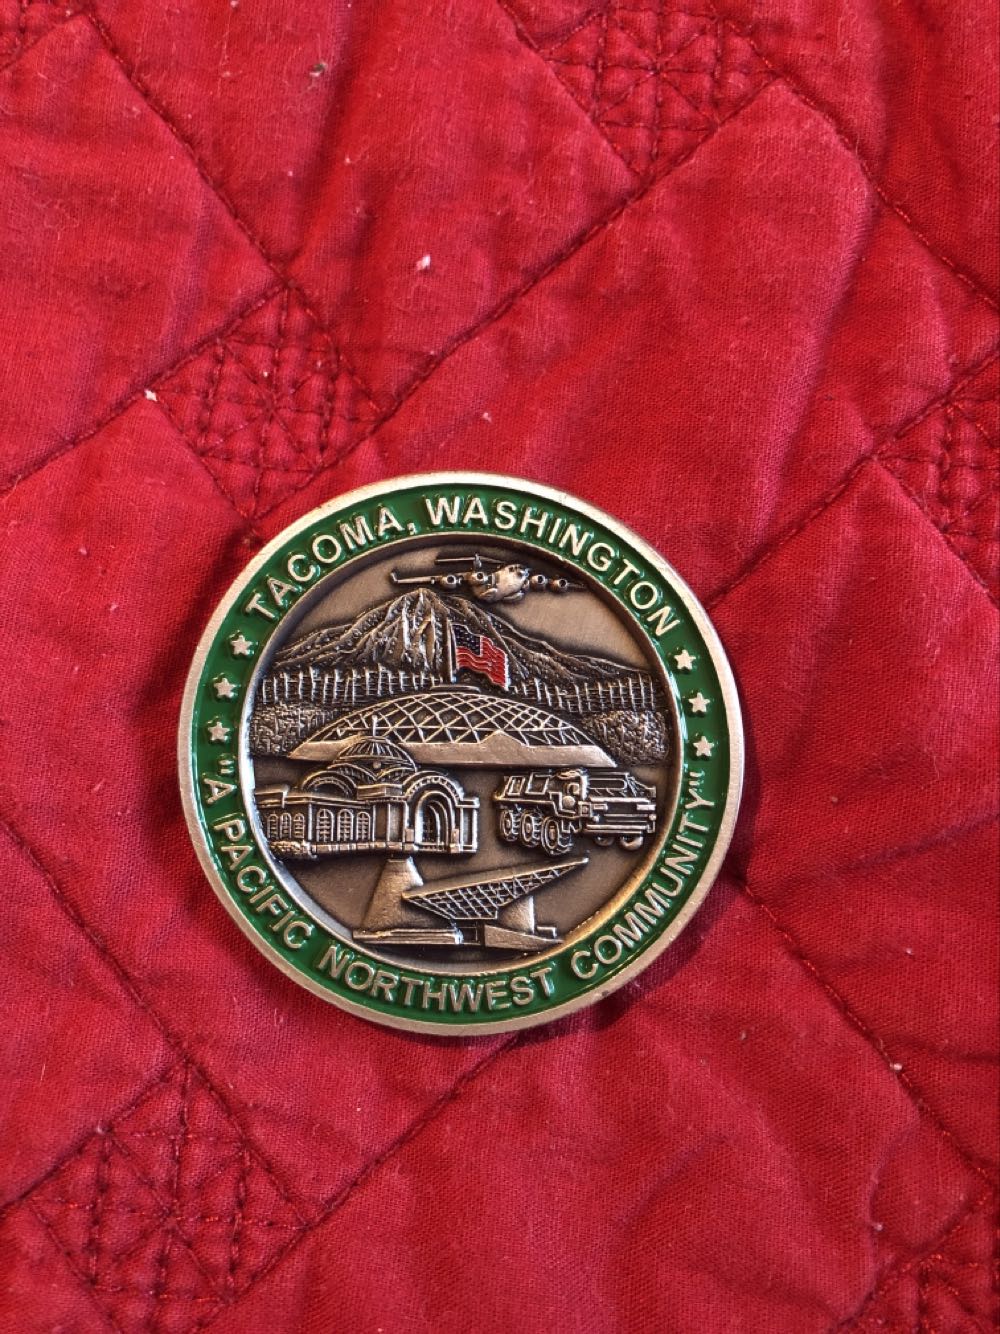 TACOMA, WASHINGTON
"A PACIFIC NORTHWEST COMMUNITY"